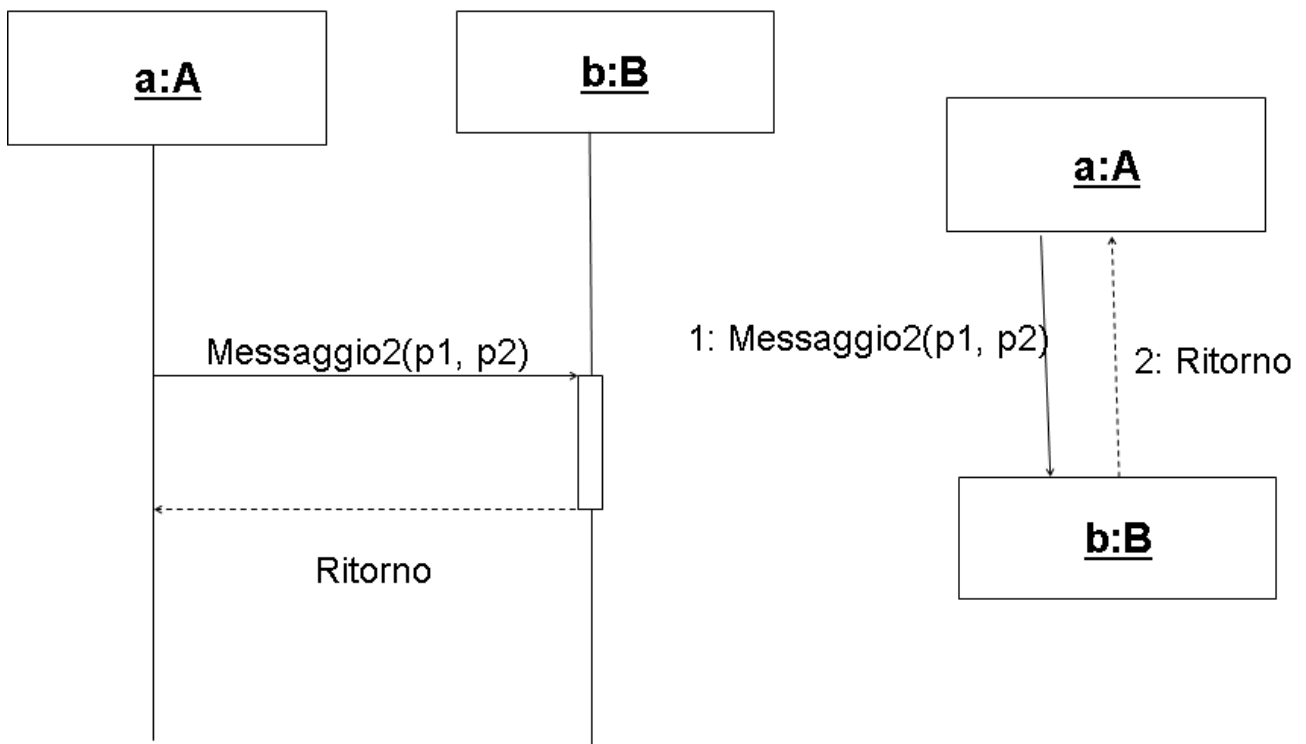 a:A
b:B
Messaggio2(p1, p2)
Ritorno
a:A
1: Messaggio2(p1, p2)
2: Ritorno
b:B